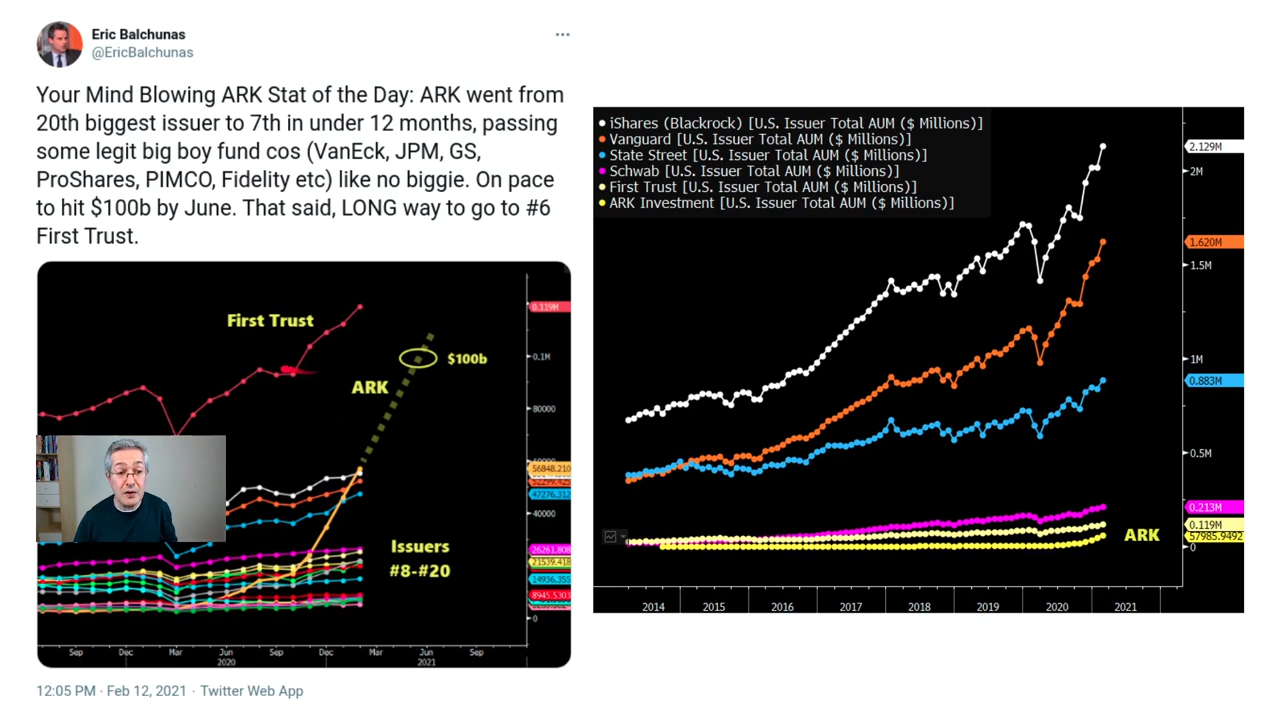 Eric Balchunas
@EricBalchunas
Your Mind Blowing ARK Stat of the Day: ARK went from
20th biggest issuer to 7th in under 12 months, passing
some legit big boy fund cos (VanEck, JPM, GS,
ProShares, PIMCO, Fidelity etc) like no biggie. On pace
to hit $100b by June. That said, LONG way to go to #6
First Trust.
First Trust
0.119M
$100b
0.1M
ARK
80000
56848.210
47276.312
40000
Issuers
#8-#20
26261.808
21539.418
14936.355
8945.5303
0
Sep
Dec
Mar
Jun
Sep
Dec
Mar
Jun
Sep
2020
2021
12:05 PM · Feb 12, 2021 · Twitter Web App
iShares (Blackrock) [U.S. Issuer Total AUM ($ Millions)]
Vanguard [U.S. Issuer Total AUM ($ Millions)]
State Street [U.S. Issuer Total AUM ($ Millions)]
Schwab [U.S. Issuer Total AUM ($ Millions)]
First Trust [U.S. Issuer Total AUM ($ Millions)]
ARK Investment [U.S. Issuer Total AUM ($ Millions)]
2.129M
2M
1.620M
1.5M
1M
0.883M
0.5M
0.213M
0.119M
ARK
57985.9492
0
2014
2015
2016
2017
2018
2019
2020
2021